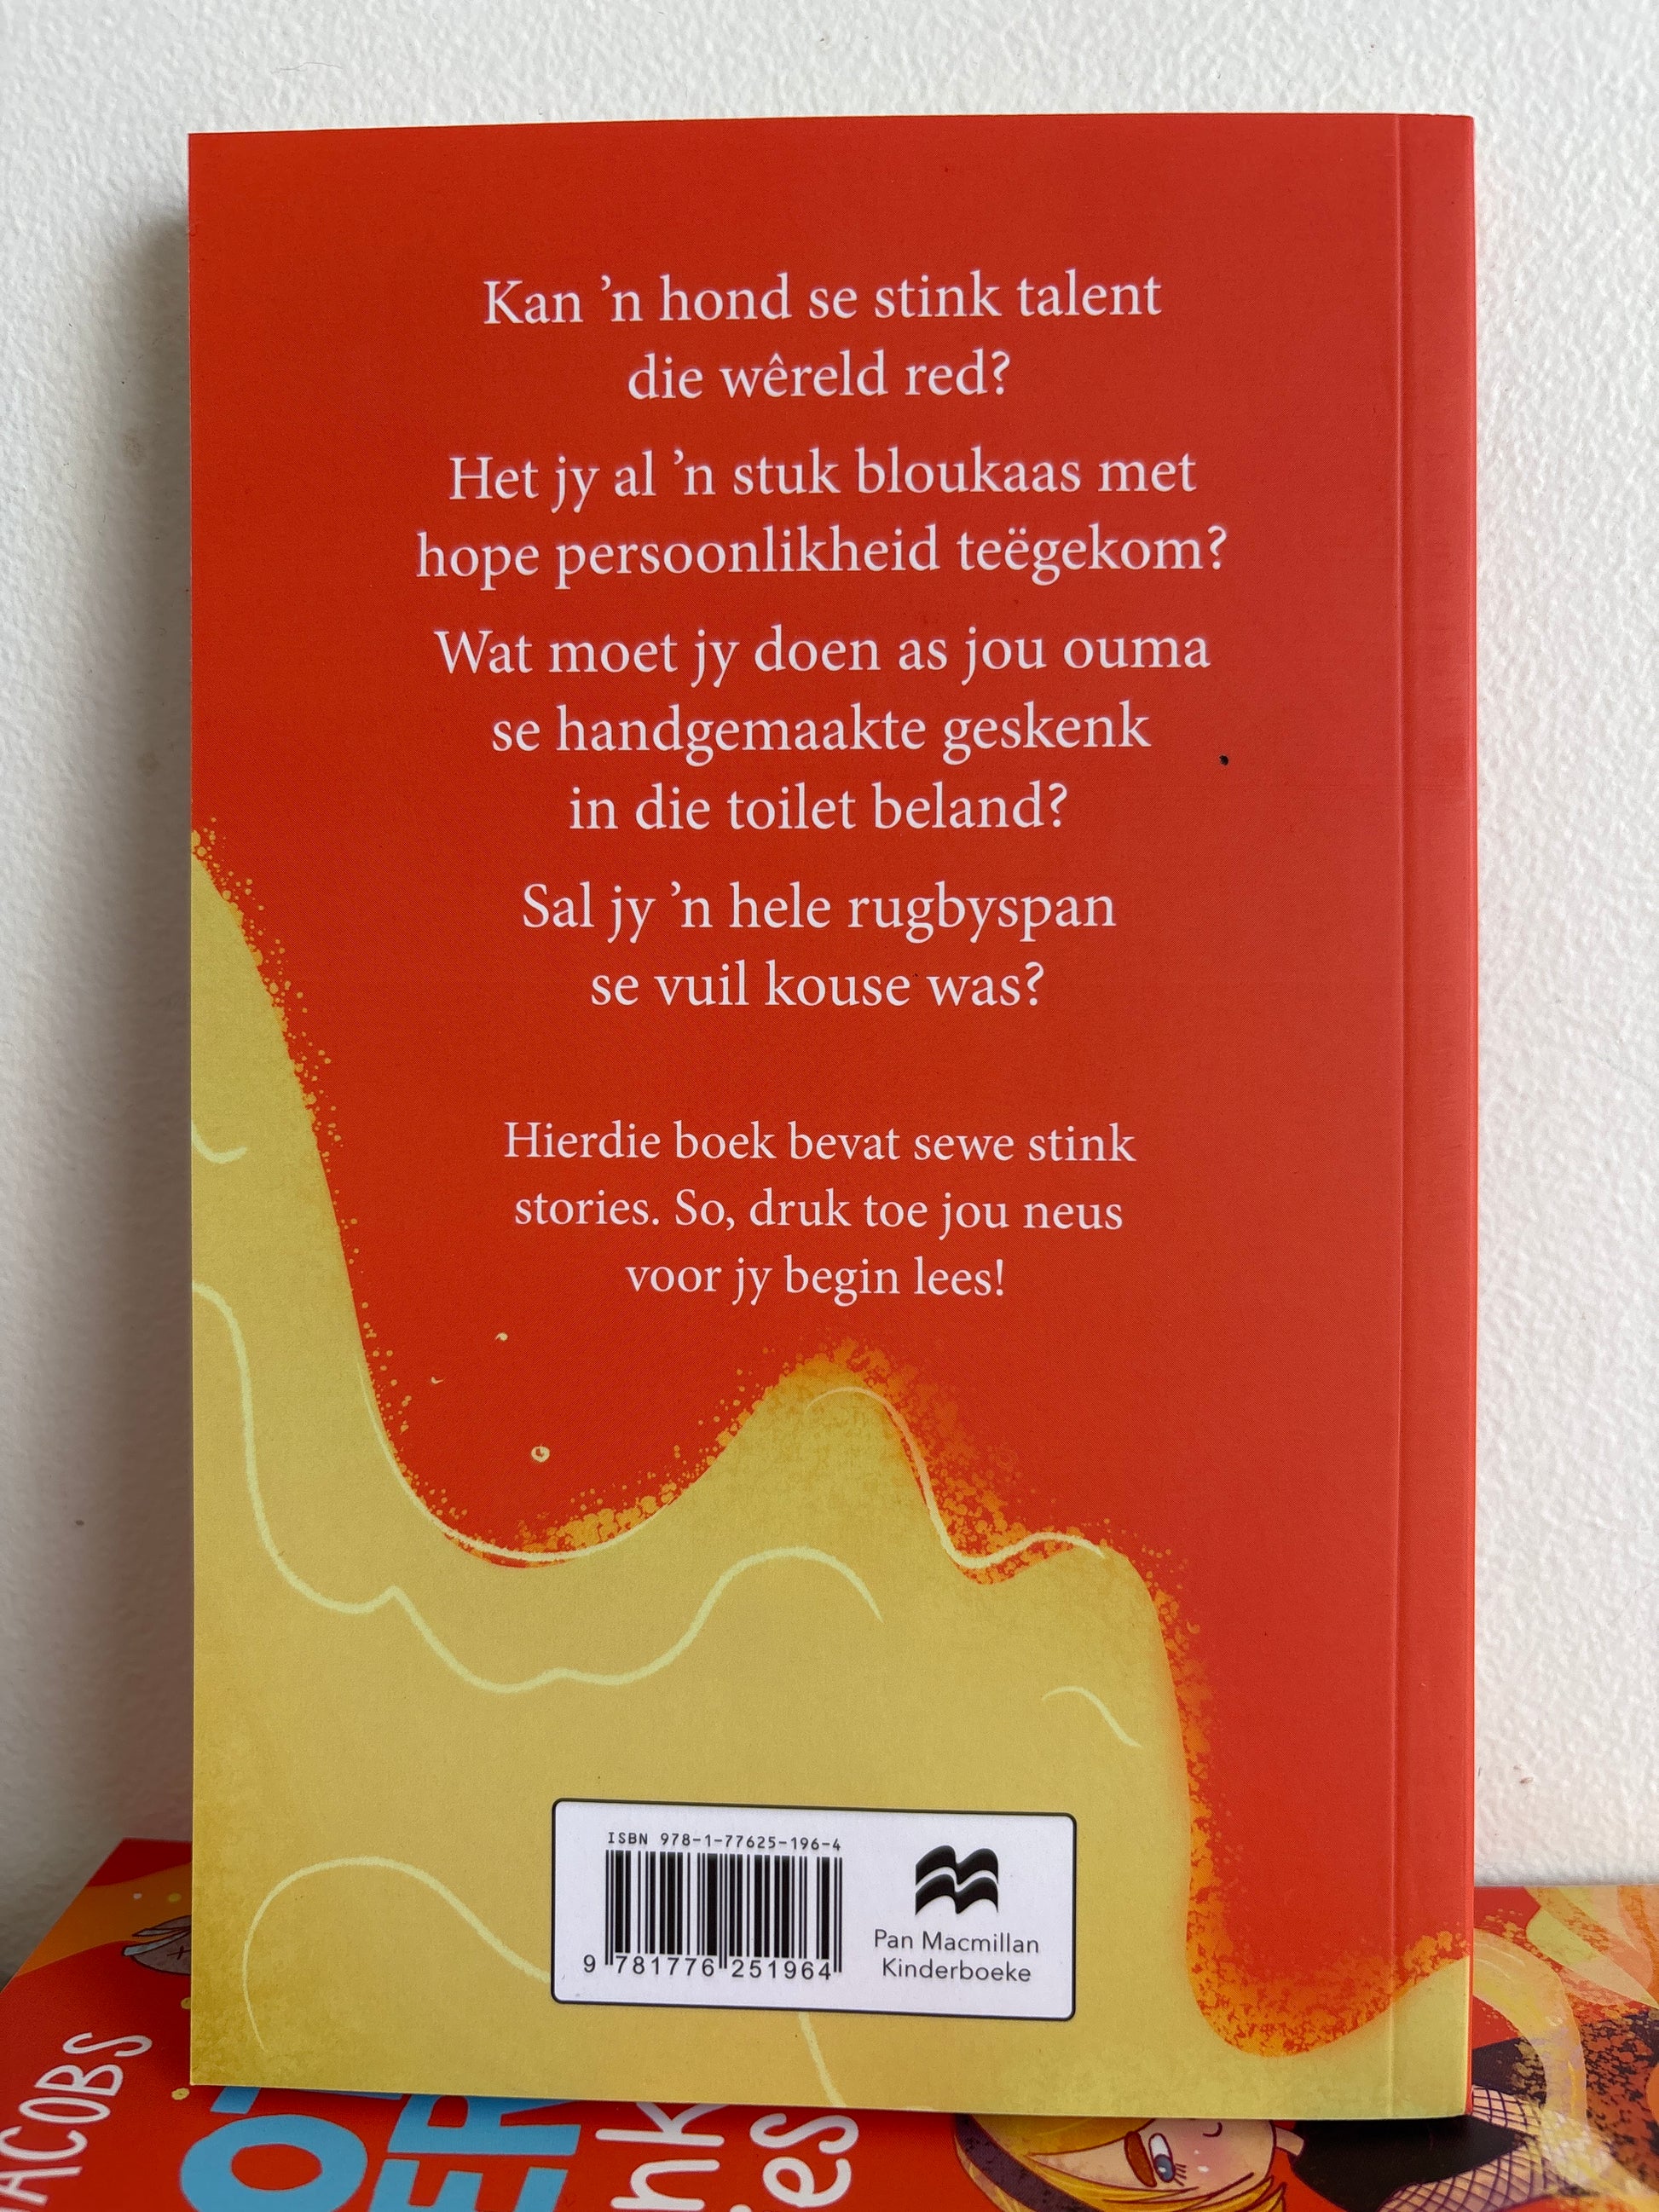 Kan ’n hond se stink talent
die wêreld red?
Het jy al ’n stuk bloukaas met
hope persoonlikheid teëgekom?
Wat moet jy doen as jou ouma
se handgemaakte geskenk
in die toilet beland?
Sal jy ’n hele rugbyspan
se vuil kouse was?
Hierdie boek bevat sewe stink
stories. So, druk toe jou neus
voor jy begin lees!
ISBN 978-1-77625-196-4
9 781776 251964
Pan Macmillan
Kinderboeke